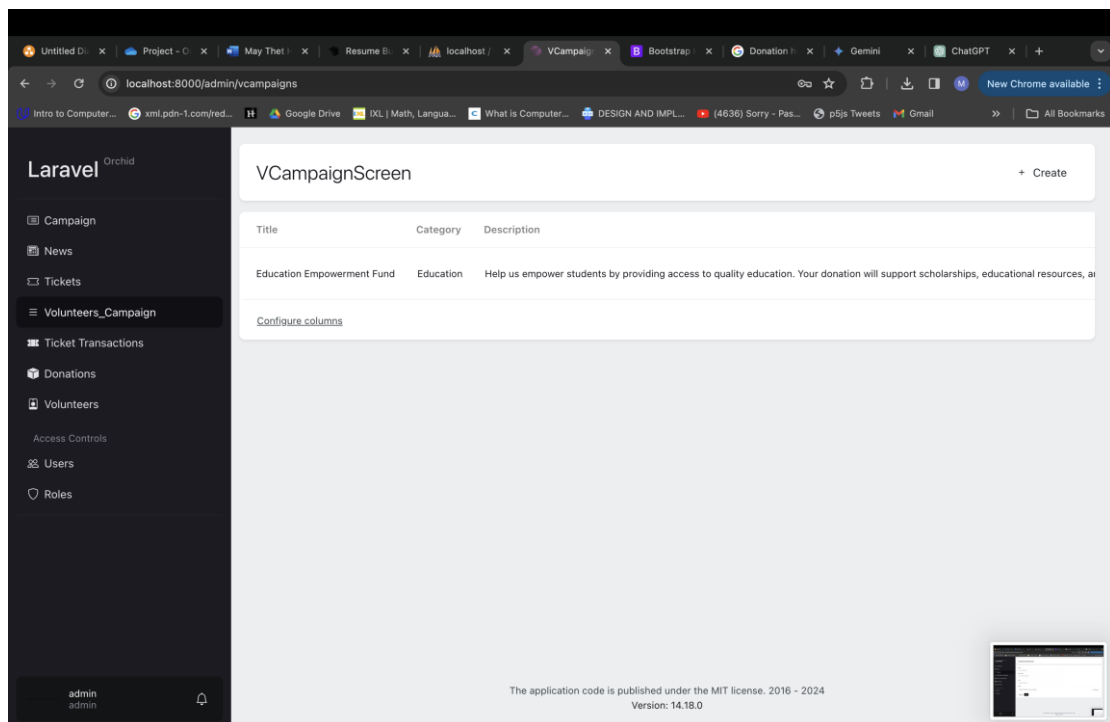 Untitled Di
Project - O
May Thet H
Resume Bu
localhost /
VCampaig
Bootstrap
Donation h
Gemini
ChatGPT
localhost:8000/admin/vcampaigns
New Chrome available
Intro to Computer...
xml.pdn-1.com/red...
Google Drive
IXL | Math, Langua...
What is Computer...
DESIGN AND IMPL...
(4636) Sorry - Pas...
p5js Tweets
Gmail
All Bookmarks
Laravel Orchid
Campaign
News
Tickets
Volunteers_Campaign
Ticket Transactions
Donations
Volunteers
Access Controls
Users
Roles
admin
admin
VCampaignScreen
+ Create
Title Category Description
Education Empowerment Fund Education Help us empower students by providing access to quality education. Your donation will support scholarships, educational resources, a
Configure columns
The application code is published under the MIT license. 2016 - 2024
Version: 14.18.0